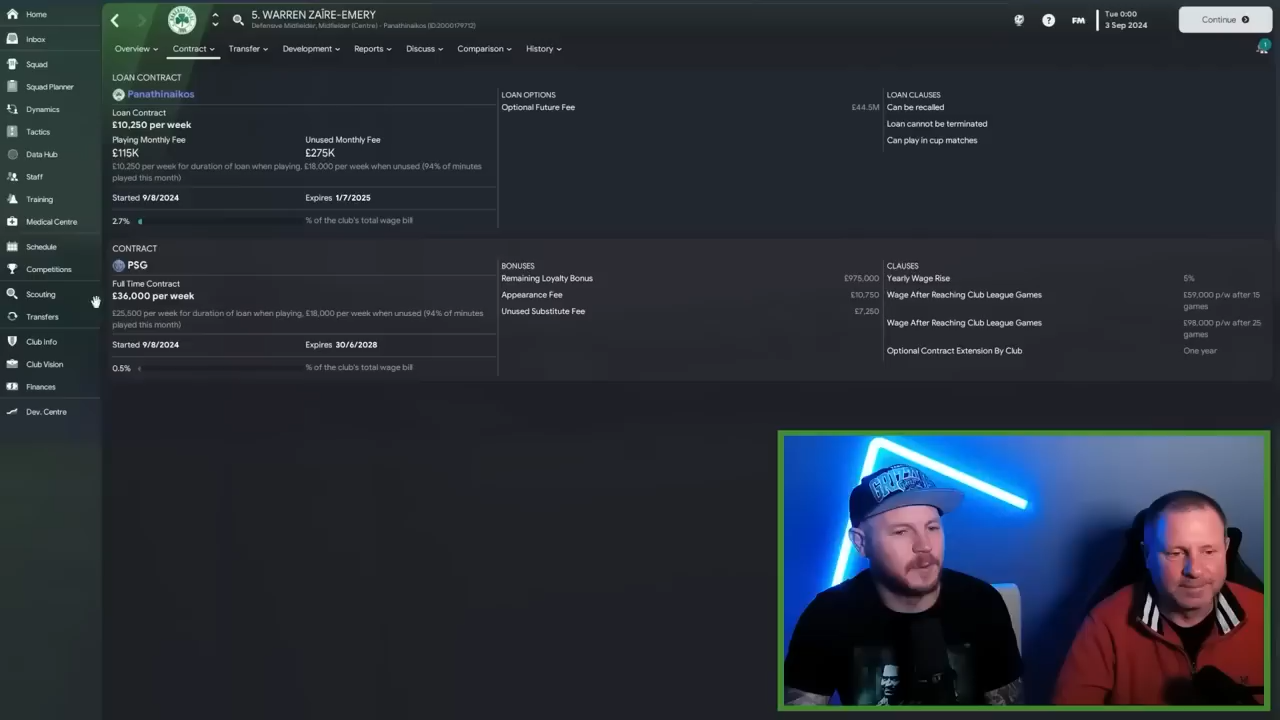 Home
Inbox
Squad
Squad Planner
Dynamics
Tactics
Data Hub
Staff
Training
Medical Centre
Schedule
Competitions
Scouting
Transfers
Club Info
Club Vision
Finances
Dev. Centre
5. WARREN ZAÏRE-EMERY
Defensive Midfielder, Midfielder (Centre) - Panathinaikos (ID:2000179712)
FM
Tue 0:00
3 Sep 2024
Continue
1
Overview
Contract
Transfer
Development
Reports
Discuss
Comparison
History
LOAN CONTRACT
Panathinaikos
Loan Contract
£10,250 per week
Playing Monthly Fee
£115K
Unused Monthly Fee
£275K
£10,250 per week for duration of loan when playing, £18,000 per week when unused (94% of minutes
played this month)
Started 9/8/2024
Expires 1/7/2025
2.7%
% of the club's total wage bill
LOAN OPTIONS
Optional Future Fee £44.5M
LOAN CLAUSES
Can be recalled
Loan cannot be terminated
Can play in cup matches
CONTRACT
PSG
Full Time Contract
£36,000 per week
£25,500 per week for duration of loan when playing, £18,000 per week when unused (94% of minutes
played this month)
Started 9/8/2024
Expires 30/6/2028
0.5%
% of the club's total wage bill
BONUSES
Remaining Loyalty Bonus £975,000
Appearance Fee £10,750
Unused Substitute Fee £7,250
CLAUSES
Yearly Wage Rise 5%
Wage After Reaching Club League Games £59,000 p/w after 15
games
Wage After Reaching Club League Games £98,000 p/w after 25
games
Optional Contract Extension By Club One year
GRIZZ